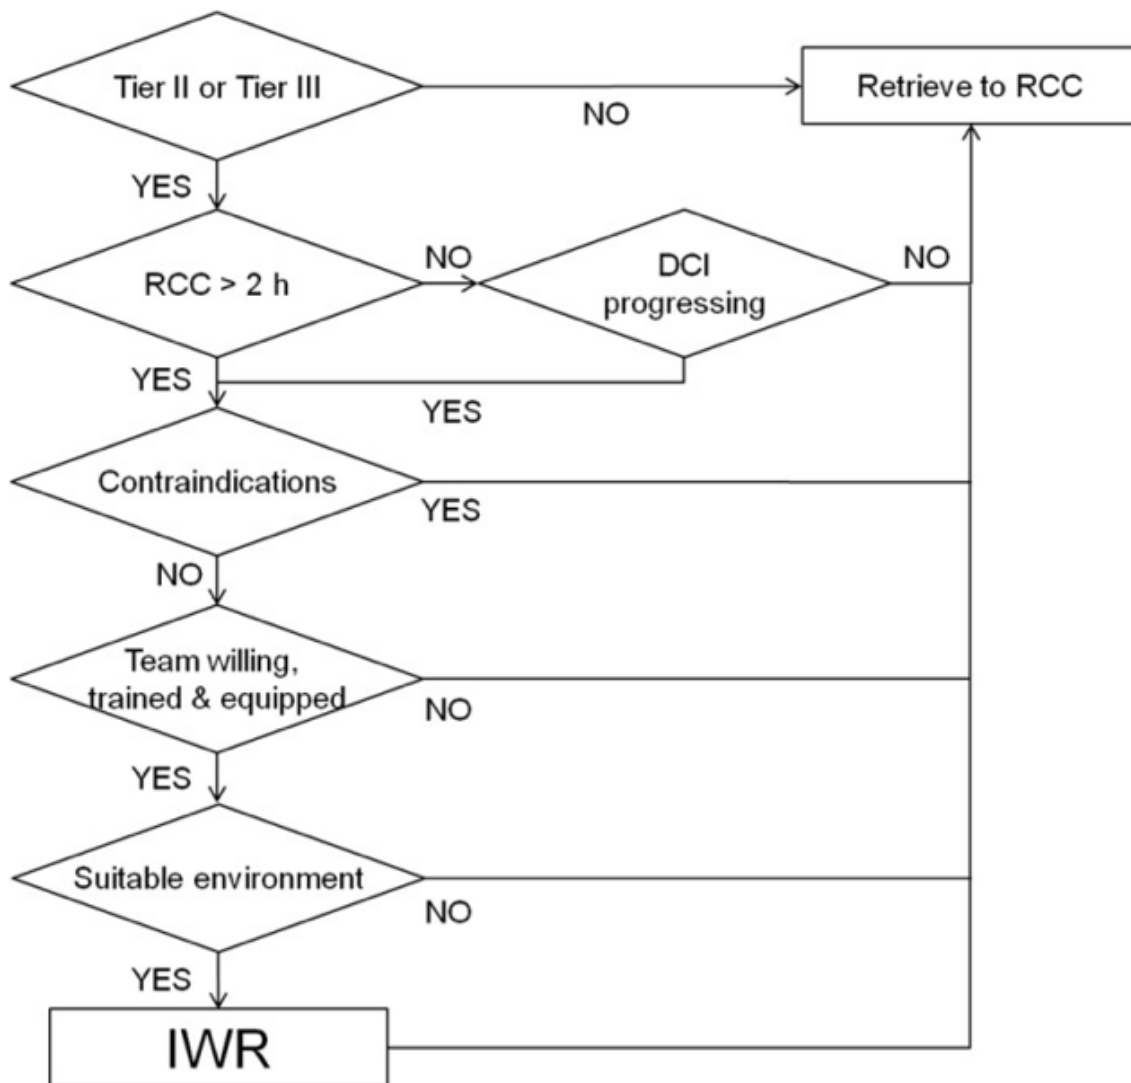 Tier II or Tier III
NO
Retrieve to RCC
YES
RCC > 2 h
NO
DCI
progressing
NO
YES
YES
Contraindications
YES
NO
Team willing,
trained & equipped
NO
YES
Suitable environment
NO
YES
IWR